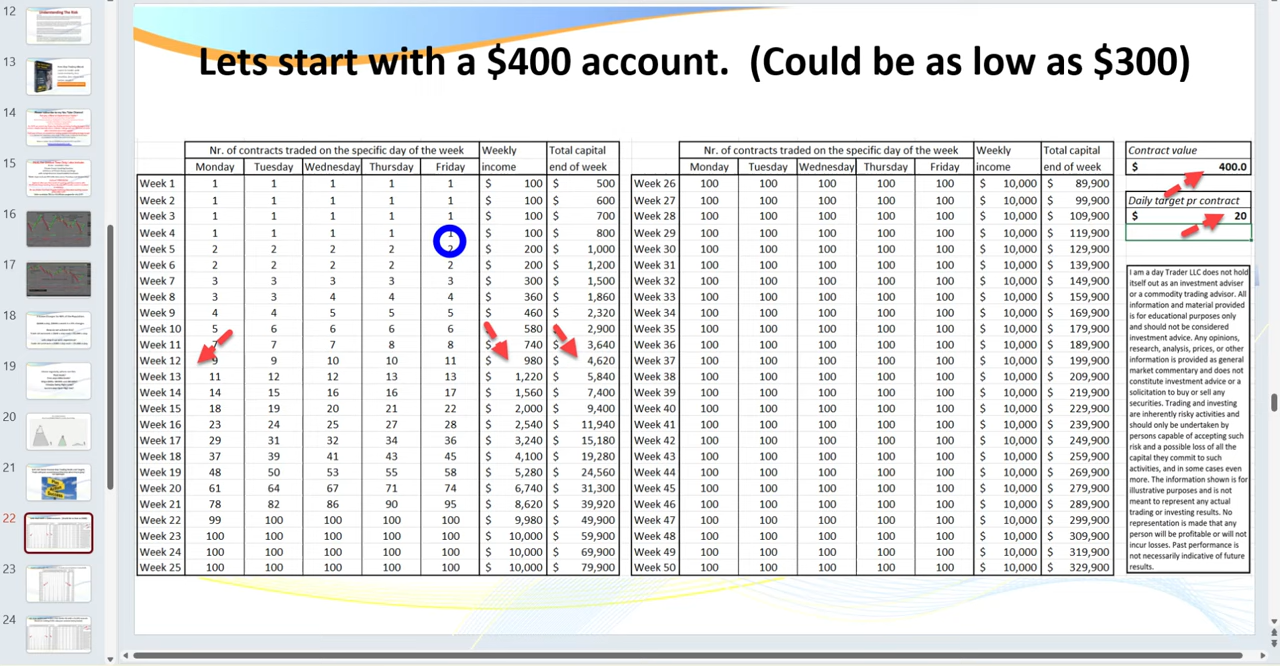 12
Understanding The Risk
13
14
15
16
17
18
19
20
21
22
23
24
Lets start with a $400 account. (Could be as low as $300)
Nr. of contracts traded on the specific day of the week Weekly Total capital
Monday Tuesday Wednesday Thursday Friday income end of week
Week 1 1 1 1 1 1 $ 100 $ 500
Week 2 1 1 1 1 1 $ 100 $ 600
Week 3 1 1 1 1 1 $ 100 $ 700
Week 4 1 1 1 1 1 $ 100 $ 800
Week 5 2 2 2 2 2 $ 200 $ 1,000
Week 6 2 2 2 2 2 $ 200 $ 1,200
Week 7 3 3 3 3 3 $ 300 $ 1,500
Week 8 3 3 4 4 4 $ 360 $ 1,860
Week 9 4 4 5 5 5 $ 460 $ 2,320
Week 10 5 6 6 6 6 $ 580 $ 2,900
Week 11 7 7 7 8 8 $ 740 $ 3,640
Week 12 9 9 10 10 11 $ 980 $ 4,620
Week 13 11 12 12 13 13 $ 1,220 $ 5,840
Week 14 14 15 16 16 17 $ 1,560 $ 7,400
Week 15 18 19 20 21 22 $ 2,000 $ 9,400
Week 16 23 24 25 27 28 $ 2,540 $ 11,940
Week 17 29 31 32 34 36 $ 3,240 $ 15,180
Week 18 37 39 41 43 45 $ 4,100 $ 19,280
Week 19 48 50 53 55 58 $ 5,280 $ 24,560
Week 20 61 64 67 71 74 $ 6,740 $ 31,300
Week 21 78 82 86 90 95 $ 8,620 $ 39,920
Week 22 99 100 100 100 100 $ 9,980 $ 49,900
Week 23 100 100 100 100 100 $ 10,000 $ 59,900
Week 24 100 100 100 100 100 $ 10,000 $ 69,900
Week 25 100 100 100 100 100 $ 10,000 $ 79,900
Nr. of contracts traded on the specific day of the week Weekly Total capital
Monday Tuesday Wednesday Thursday Friday income end of week
Week 26 100 100 100 100 100 $ 10,000 $ 89,900
Week 27 100 100 100 100 100 $ 10,000 $ 99,900
Week 28 100 100 100 100 100 $ 10,000 $ 109,900
Week 29 100 100 100 100 100 $ 10,000 $ 119,900
Week 30 100 100 100 100 100 $ 10,000 $ 129,900
Week 31 100 100 100 100 100 $ 10,000 $ 139,900
Week 32 100 100 100 100 100 $ 10,000 $ 149,900
Week 33 100 100 100 100 100 $ 10,000 $ 159,900
Week 34 100 100 100 100 100 $ 10,000 $ 169,900
Week 35 100 100 100 100 100 $ 10,000 $ 179,900
Week 36 100 100 100 100 100 $ 10,000 $ 189,900
Week 37 100 100 100 100 100 $ 10,000 $ 199,900
Week 38 100 100 100 100 100 $ 10,000 $ 209,900
Week 39 100 100 100 100 100 $ 10,000 $ 219,900
Week 40 100 100 100 100 100 $ 10,000 $ 229,900
Week 41 100 100 100 100 100 $ 10,000 $ 239,900
Week 42 100 100 100 100 100 $ 10,000 $ 249,900
Week 43 100 100 100 100 100 $ 10,000 $ 259,900
Week 44 100 100 100 100 100 $ 10,000 $ 269,900
Week 45 100 100 100 100 100 $ 10,000 $ 279,900
Week 46 100 100 100 100 100 $ 10,000 $ 289,900
Week 47 100 100 100 100 100 $ 10,000 $ 299,900
Week 48 100 100 100 100 100 $ 10,000 $ 309,900
Week 49 100 100 100 100 100 $ 10,000 $ 319,900
Week 50 100 100 100 100 100 $ 10,000 $ 329,900
Contract value
$ 400.0
Daily target pr contract
$ 20
I am a day Trader LLC does not hold
itself out as an investment adviser
or a commodity trading advisor. All
information and material provided
is for educational purposes only
and should not be considered
investment advice. Any opinions,
research, analysis, prices, or other
information is provided as general
market commentary and does not
constitute investment advice or a
solicitation to buy or sell any
securities. Trading and investing
are inherently risky activities and
should only be undertaken by
persons capable of accepting such
risk and a possible loss of all the
capital they commit to such
activities, and in some cases even
more. The information shown is for
illustrative purposes and is not
meant to represent any actual
trading or investing results. No
representation is made that any
person will be profitable or will not
incur losses. Past performance is
not necessarily indicative of future
results.